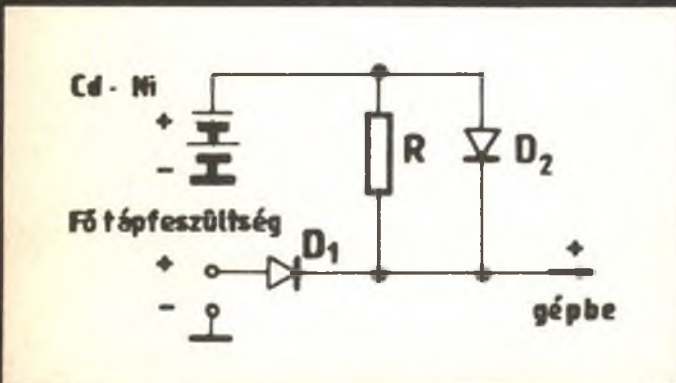 Cd - Ni
+
-
R
D2
Fő tápfeszültség
D1
+
-
+
gépbe